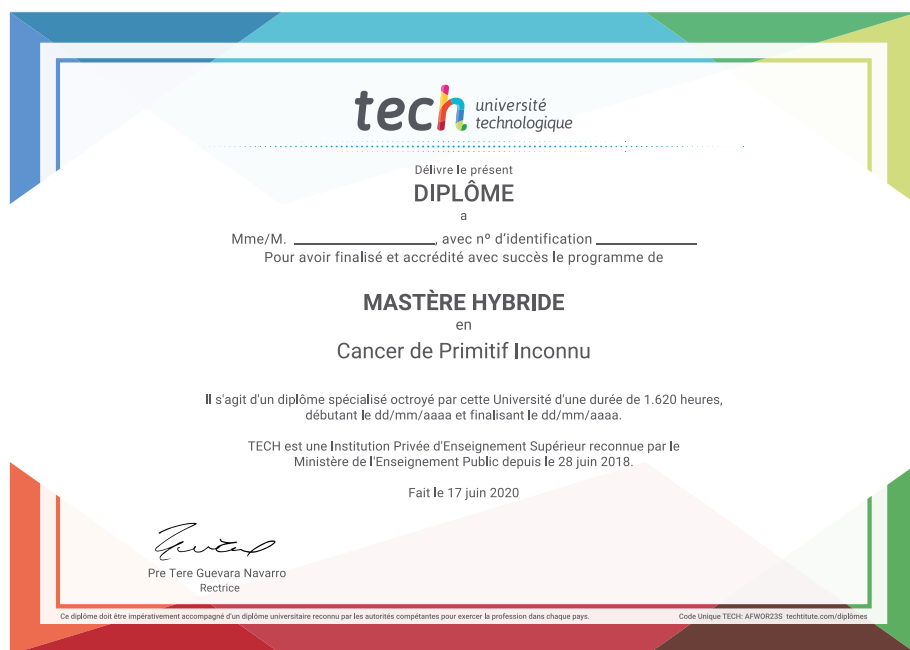 tech université
technologique
Délivre le présent
DIPLÔME
a
Mme/M. ________________, avec nº d'identification ____________
Pour avoir finalisé et accrédité avec succès le programme de
MASTÈRE HYBRIDE
en
Cancer de Primitif Inconnu
Il s'agit d'un diplôme spécialisé octroyé par cette Université d'une durée de 1.620 heures,
débutant le dd/mm/aaaa et finalisant le dd/mm/aaaa.
TECH est une Institution Privée d'Enseignement Supérieur reconnue par le
Ministère de l'Enseignement Public depuis le 28 juin 2018.
Fait le 17 juin 2020
Pre Tere Guevara Navarro
Rectrice
Ce diplôme doit être impérativement accompagné d'un diplôme universitaire reconnu par les autorités compétantes pour exercer la profession dans chaque pays.
Code Unique TECH: AFWOR23S techtitute.com/diplômes